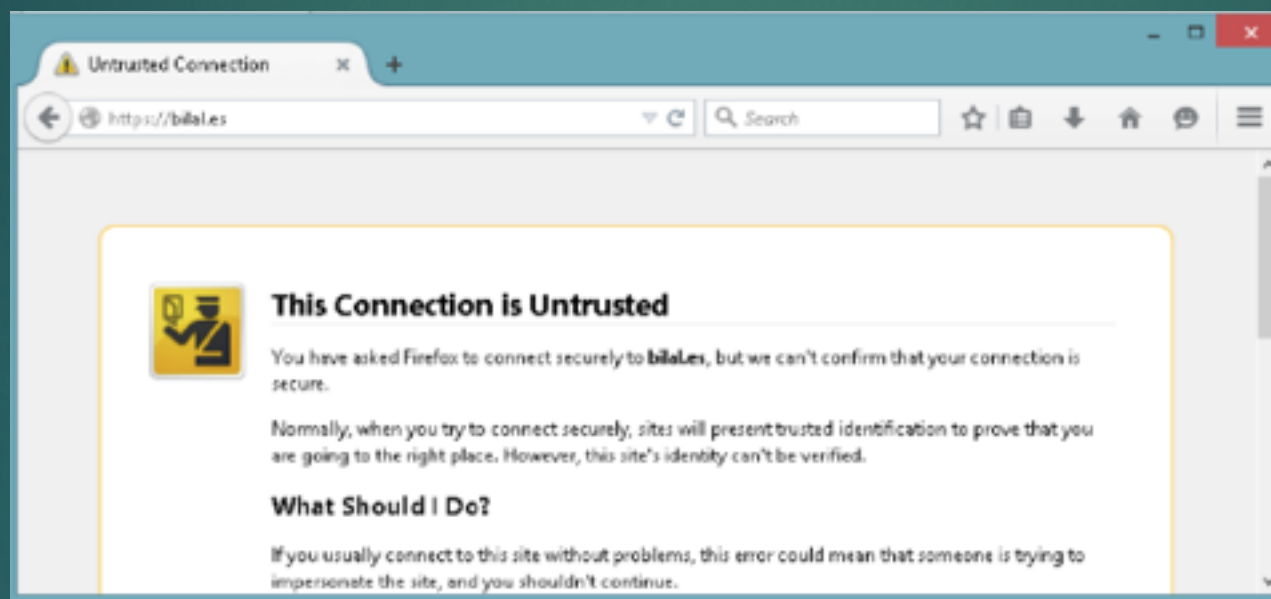 Untrusted Connection
https://bilal.es
Search
This Connection is Untrusted
You have asked Firefox to connect securely to bilal.es, but we can't confirm that your connection is
secure.
Normally, when you try to connect securely, sites will present trusted identification to prove that you
are going to the right place. However, this site's identity can't be verified.
What Should I Do?
If you usually connect to this site without problems, this error could mean that someone is trying to
impersonate the site, and you shouldn't continue.